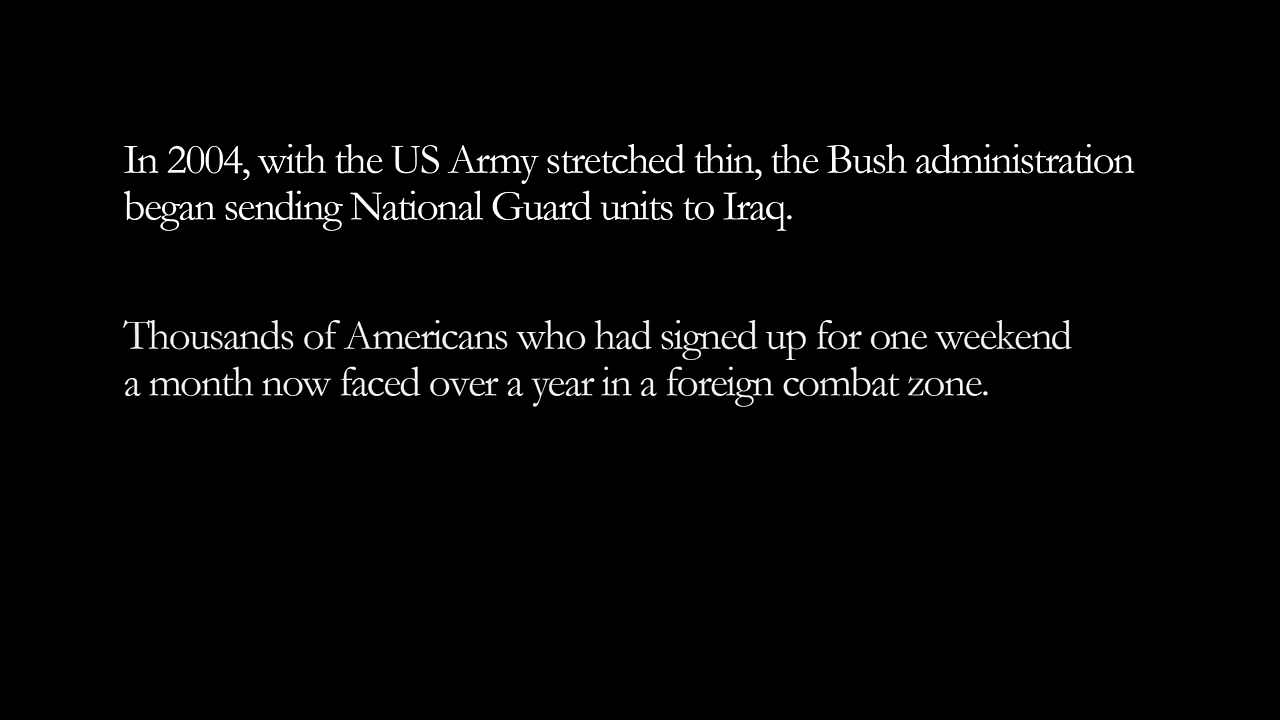 In 2004, with the US Army stretched thin, the Bush administration
began sending National Guard units to Iraq.
Thousands of Americans who had signed up for one weekend
a month now faced over a year in a foreign combat zone.